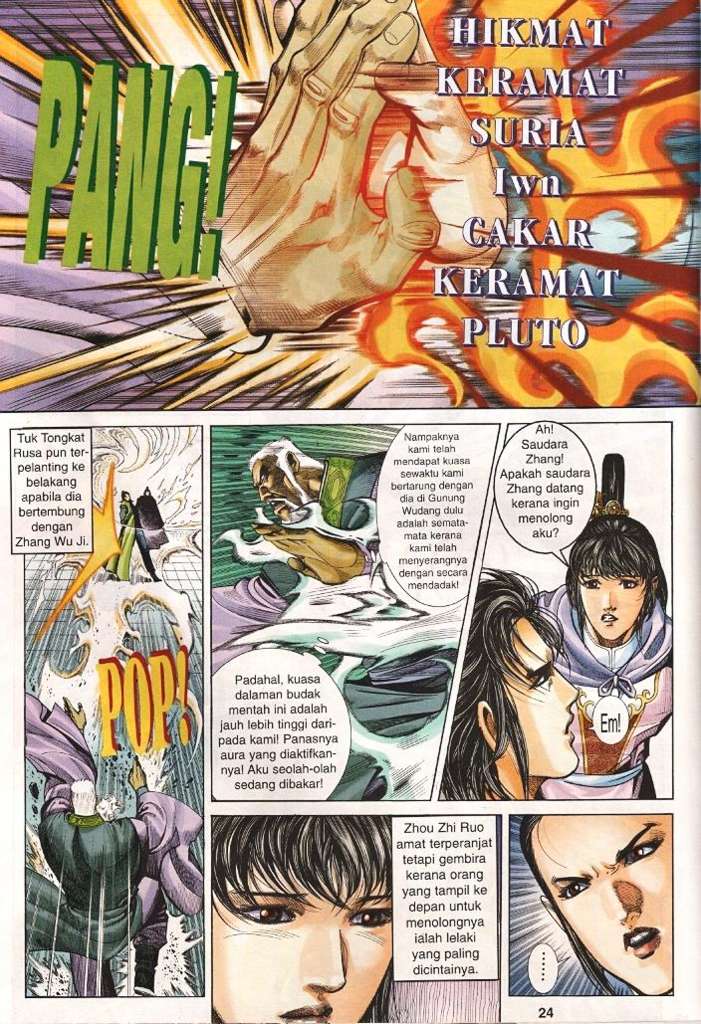 PANG!
HIKMAT
KERAMAT
SURIA
lwn
CAKAR
KERAMAT
PLUTO
Tuk Tongkat
Rusa pun ter-
pelanting ke
belakang
apabila dia
bertembung
dengan
Zhang Wu Ji.
POP!
Nampaknya
kami telah
mendapat kuasa
sewaktu kami
bertarung dengan
dia di Gunung
Wudang dulu
adalah semata-
mata kerana
kami telah
menyerangnya
dengan secara
mendadak!
Padahal, kuasa
dalaman budak
mentah ini adalah
jauh lebih tinggi dari-
pada kami! Panasnya
aura yang diaktifkan-
nya! Aku seolah-olah
sedang dibakar!
Ah!
Saudara
Zhang!
Apakah saudara
Zhang datang
kerana ingin
menolong
aku?
Em!
Zhou Zhi Ruo
amat terperanjat
tetapi gembira
kerana orang
yang tampil ke
depan untuk
menolongnya
ialah lelaki
yang paling
dicintainya.
......
24